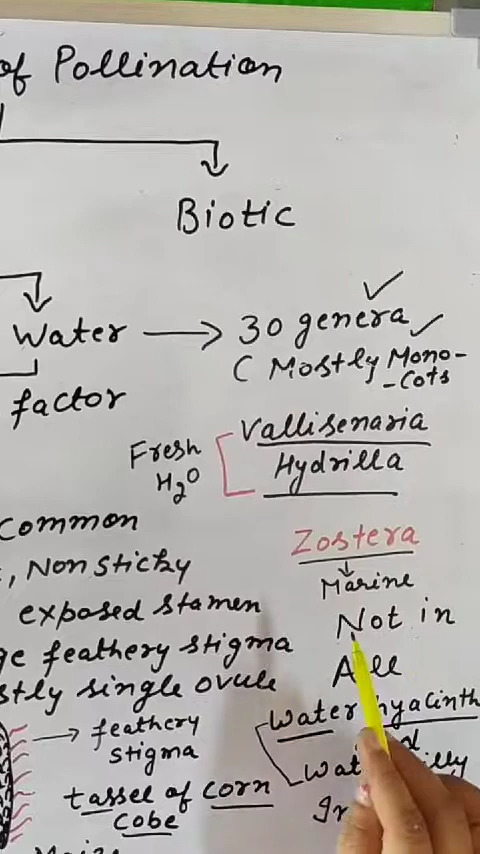 of Pollination
Biotic
Water → 30 genera
( Mostly Mono-
-Cots
factor
Vallisenaria
Fresh
H2O
Hydrilla
Common
, Non sticky
exposed stamen
feathery stigma
single ovule
Zostera
Marine
Not in
All
→ feathery
stigma
tassel of corn
cobe
Water hyacinth